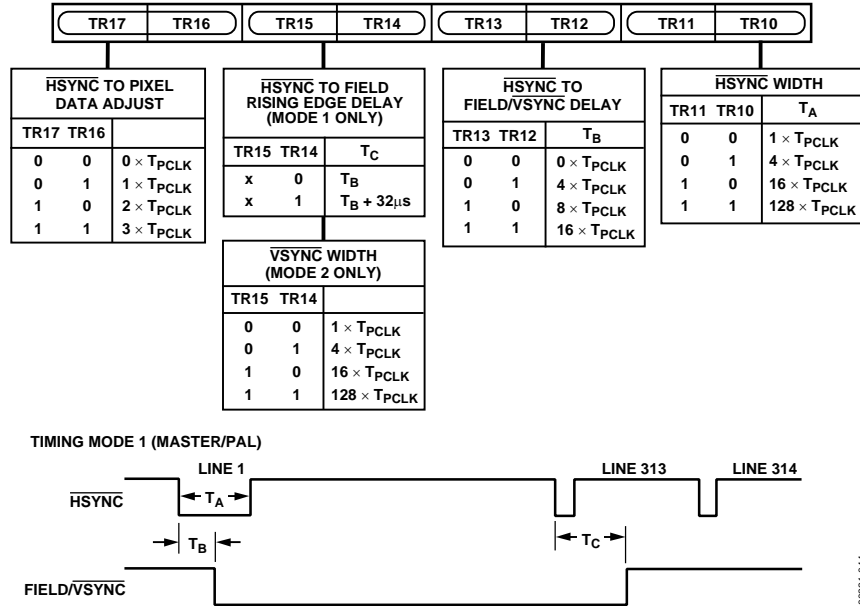 TR17 TR16 TR15 TR14 TR13 TR12 TR11 TR10
HSYNC TO PIXEL
DATA ADJUST
TR17 TR16
0 0 0 × TPCLK
0 1 1 × TPCLK
1 0 2 × TPCLK
1 1 3 × TPCLK
HSYNC TO FIELD
RISING EDGE DELAY
(MODE 1 ONLY)
TR15 TR14 TC
x 0 TB
x 1 TB + 32μs
VSYNC WIDTH
(MODE 2 ONLY)
TR15 TR14
0 0 1 × TPCLK
0 1 4 × TPCLK
1 0 16 × TPCLK
1 1 128 × TPCLK
HSYNC TO
FIELD/VSYNC DELAY
TR13 TR12 TB
0 0 0 × TPCLK
0 1 4 × TPCLK
1 0 8 × TPCLK
1 1 16 × TPCLK
HSYNC WIDTH
TR11 TR10 TA
0 0 1 × TPCLK
0 1 4 × TPCLK
1 0 16 × TPCLK
1 1 128 × TPCLK
TIMING MODE 1 (MASTER/PAL)
LINE 1 LINE 313 LINE 314
HSYNC
TA
TB
TC
FIELD/VSYNC